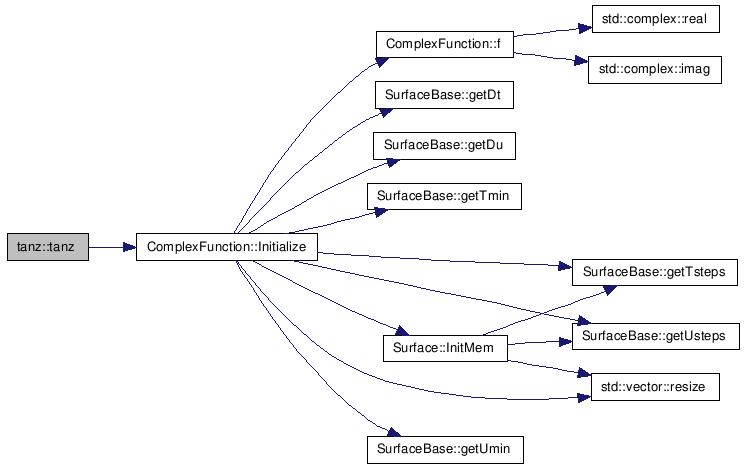 std::complex::real
ComplexFunction::f
std::complex::imag
SurfaceBase::getDt
SurfaceBase::getDu
SurfaceBase::getTmin
tanz::tanz
ComplexFunction::Initialize
SurfaceBase::getTsteps
SurfaceBase::getUsteps
Surface::InitMem
std::vector::resize
SurfaceBase::getUmin